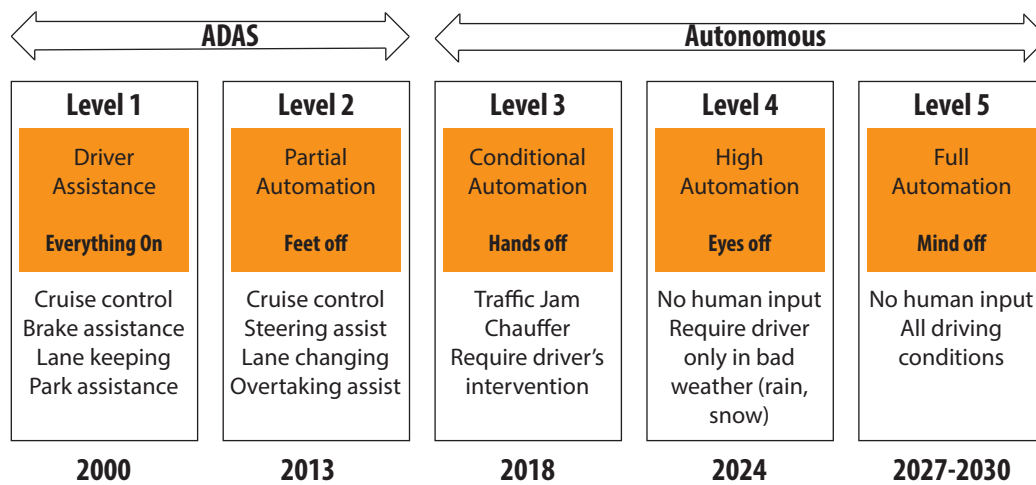 ADAS
Autonomous
Level 1
Driver
Assistance
Everything On
Cruise control
Brake assistance
Lane keeping
Park assistance
2000
Level 2
Partial
Automation
Feet off
Cruise control
Steering assist
Lane changing
Overtaking assist
2013
Level 3
Conditional
Automation
Hands off
Traffic Jam
Chauffer
Require driver's
intervention
2018
Level 4
High
Automation
Eyes off
No human input
Require driver
only in bad
weather (rain,
snow)
2024
Level 5
Full
Automation
Mind off
No human input
All driving
conditions
2027-2030